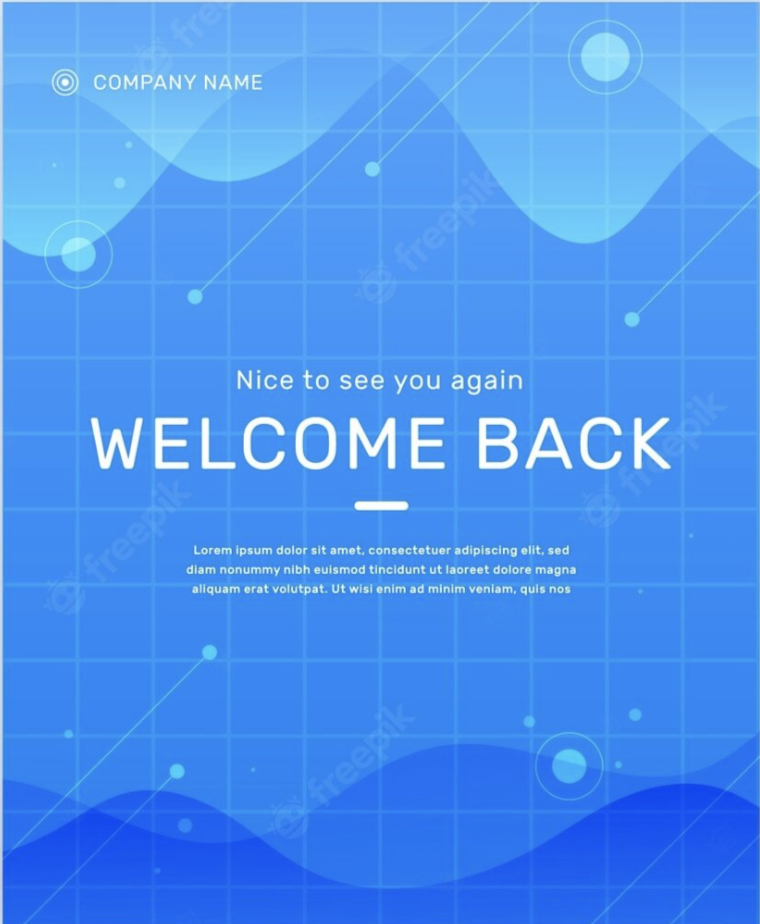 COMPANY NAME
Nice to see you again
WELCOME BACK
Lorem ipsum dolor sit amet, consectetuer adipiscing elit, sed
diam nonummy nibh euismod tincidunt ut laoreet dolore magna
aliquam erat volutpat. Ut wisi enim ad minim veniam, quis nos
freepik
freepik
freepik
freepik
freepik